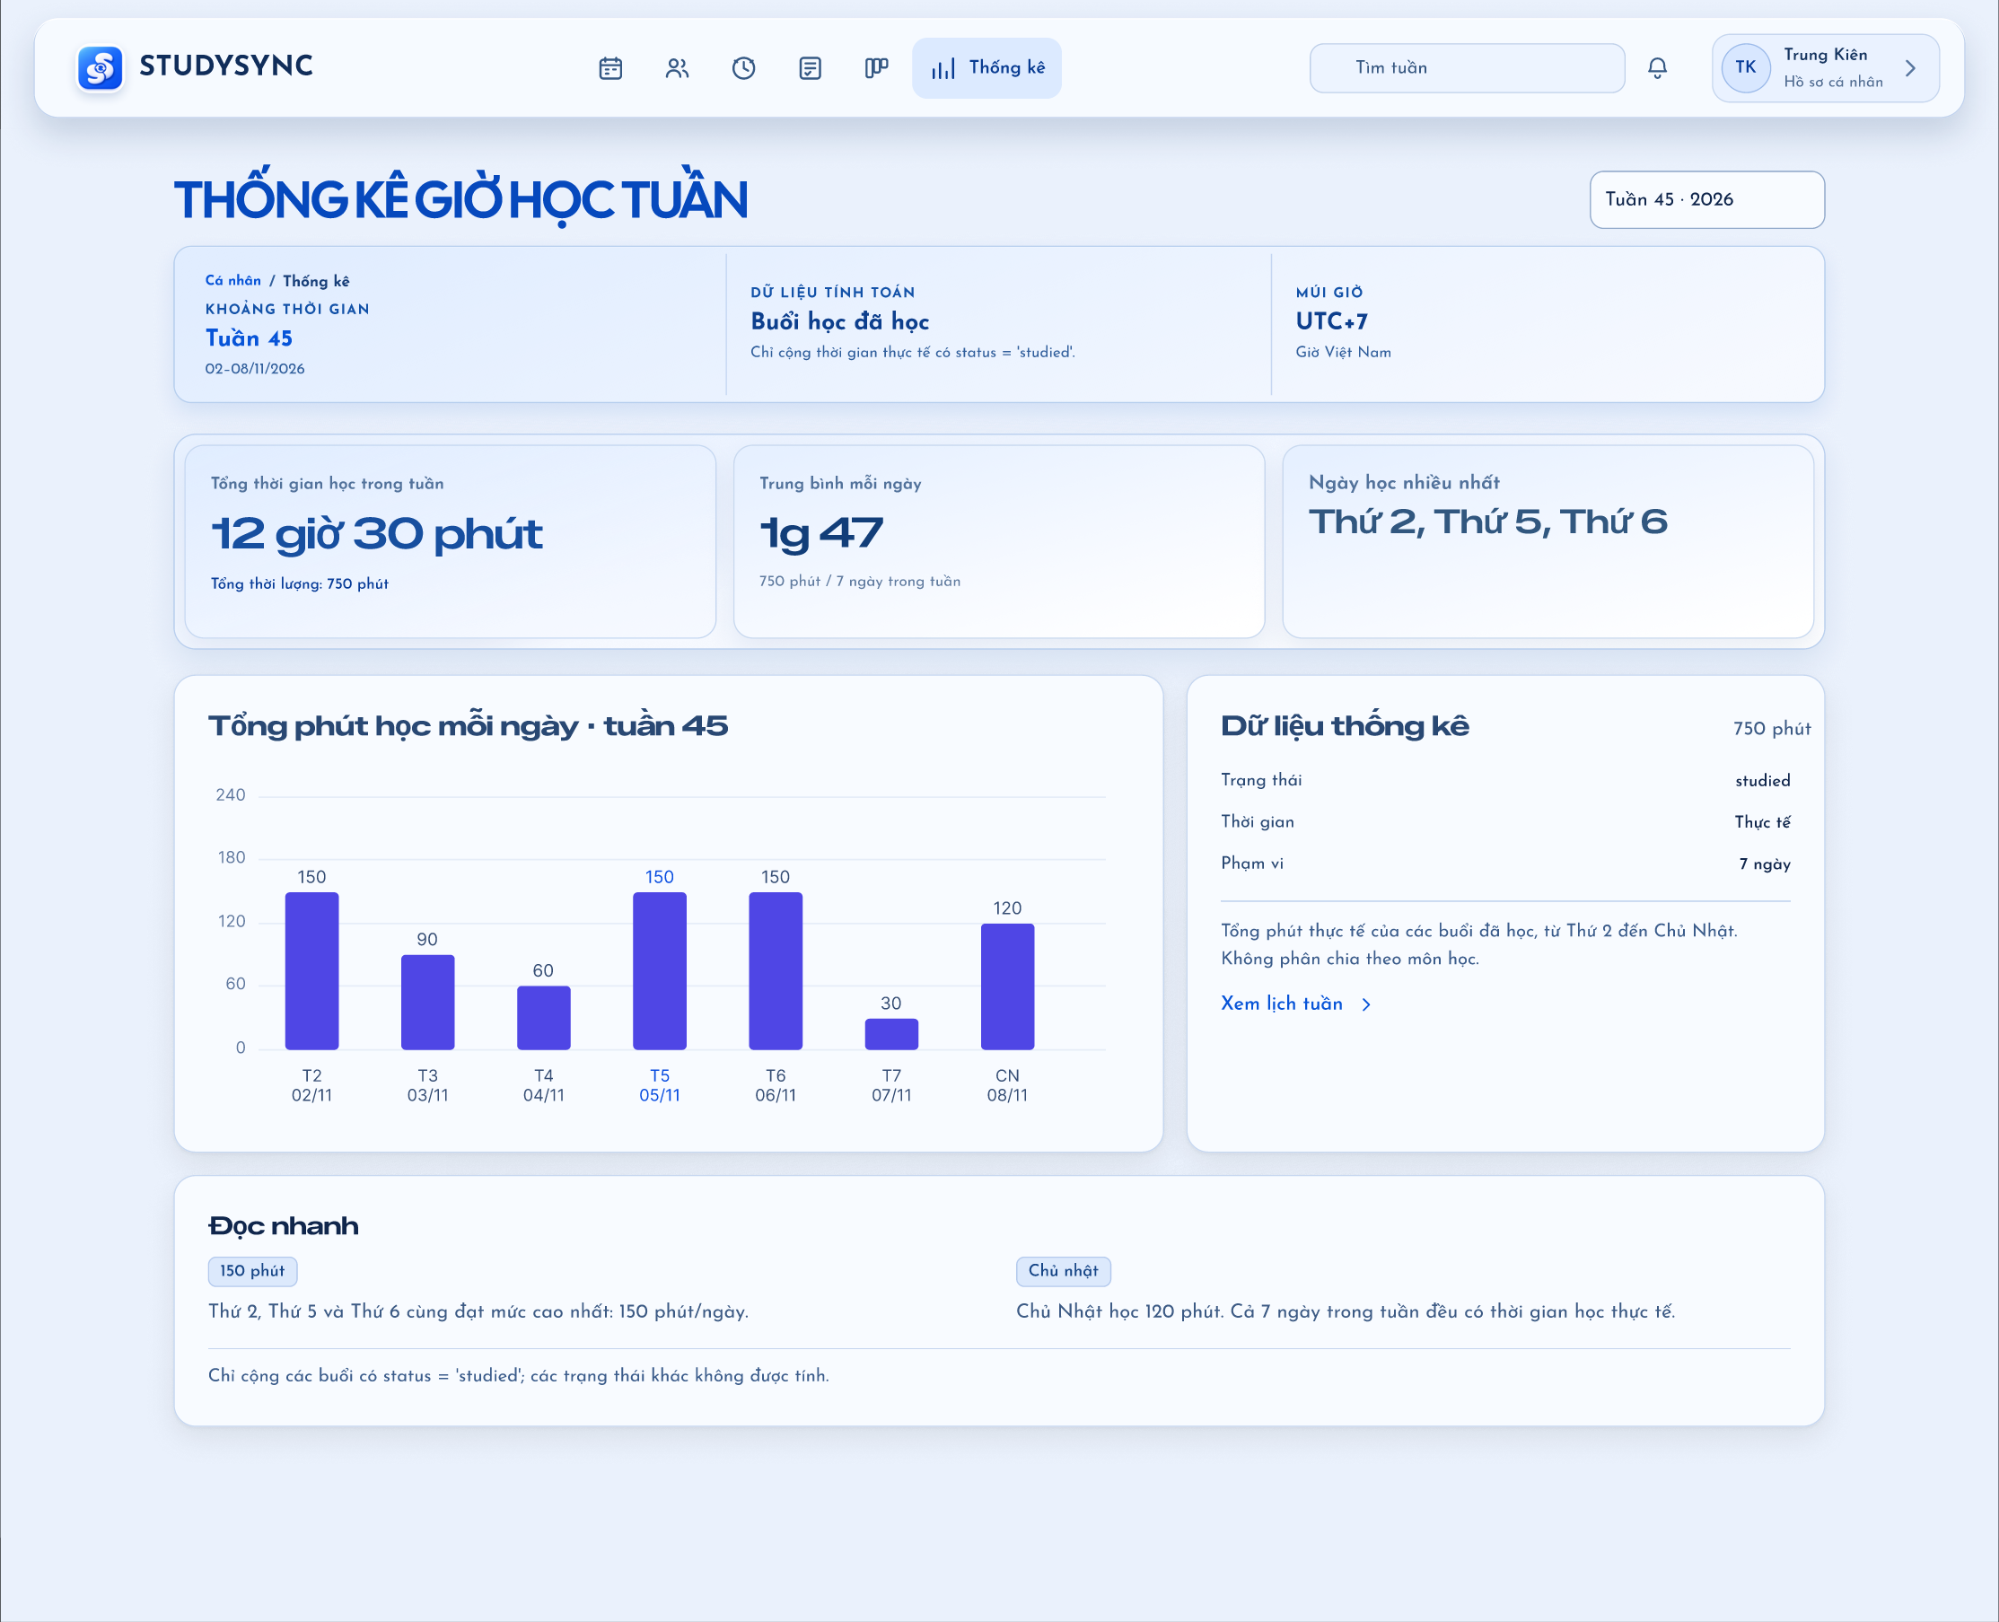 STUDYSYNC
Thống kê
Tìm tuần
TK
Trung Kiên
Hồ sơ cá nhân
THỐNG KÊ GIỜ HỌC TUẦN
Tuần 45 · 2026
Cá nhân / Thống kê
KHOẢNG THỜI GIAN
Tuần 45
02–08/11/2026
DỮ LIỆU TÍNH TOÁN
Buổi học đã học
Chỉ cộng thời gian thực tế có status = 'studied'.
MÚI GIỜ
UTC+7
Giờ Việt Nam
Tổng thời gian học trong tuần
12 giờ 30 phút
Tổng thời lượng: 750 phút
Trung bình mỗi ngày
1g 47
750 phút / 7 ngày trong tuần
Ngày học nhiều nhất
Thứ 2, Thứ 5, Thứ 6
Tổng phút học mỗi ngày · tuần 45
240
180
120
60
0
150
90
60
150
150
30
120
T2
02/11
T3
03/11
T4
04/11
T5
05/11
T6
06/11
T7
07/11
CN
08/11
Dữ liệu thống kê
750 phút
Trạng thái
studied
Thời gian
Thực tế
Phạm vi
7 ngày
Tổng phút thực tế của các buổi đã học, từ Thứ 2 đến Chủ Nhật.
Không phân chia theo môn học.
Xem lịch tuần
Đọc nhanh
150 phút
Thứ 2, Thứ 5 và Thứ 6 cùng đạt mức cao nhất: 150 phút/ngày.
Chủ nhật
Chủ Nhật học 120 phút. Cả 7 ngày trong tuần đều có thời gian học thực tế.
Chỉ cộng các buổi có status = 'studied'; các trạng thái khác không được tính.